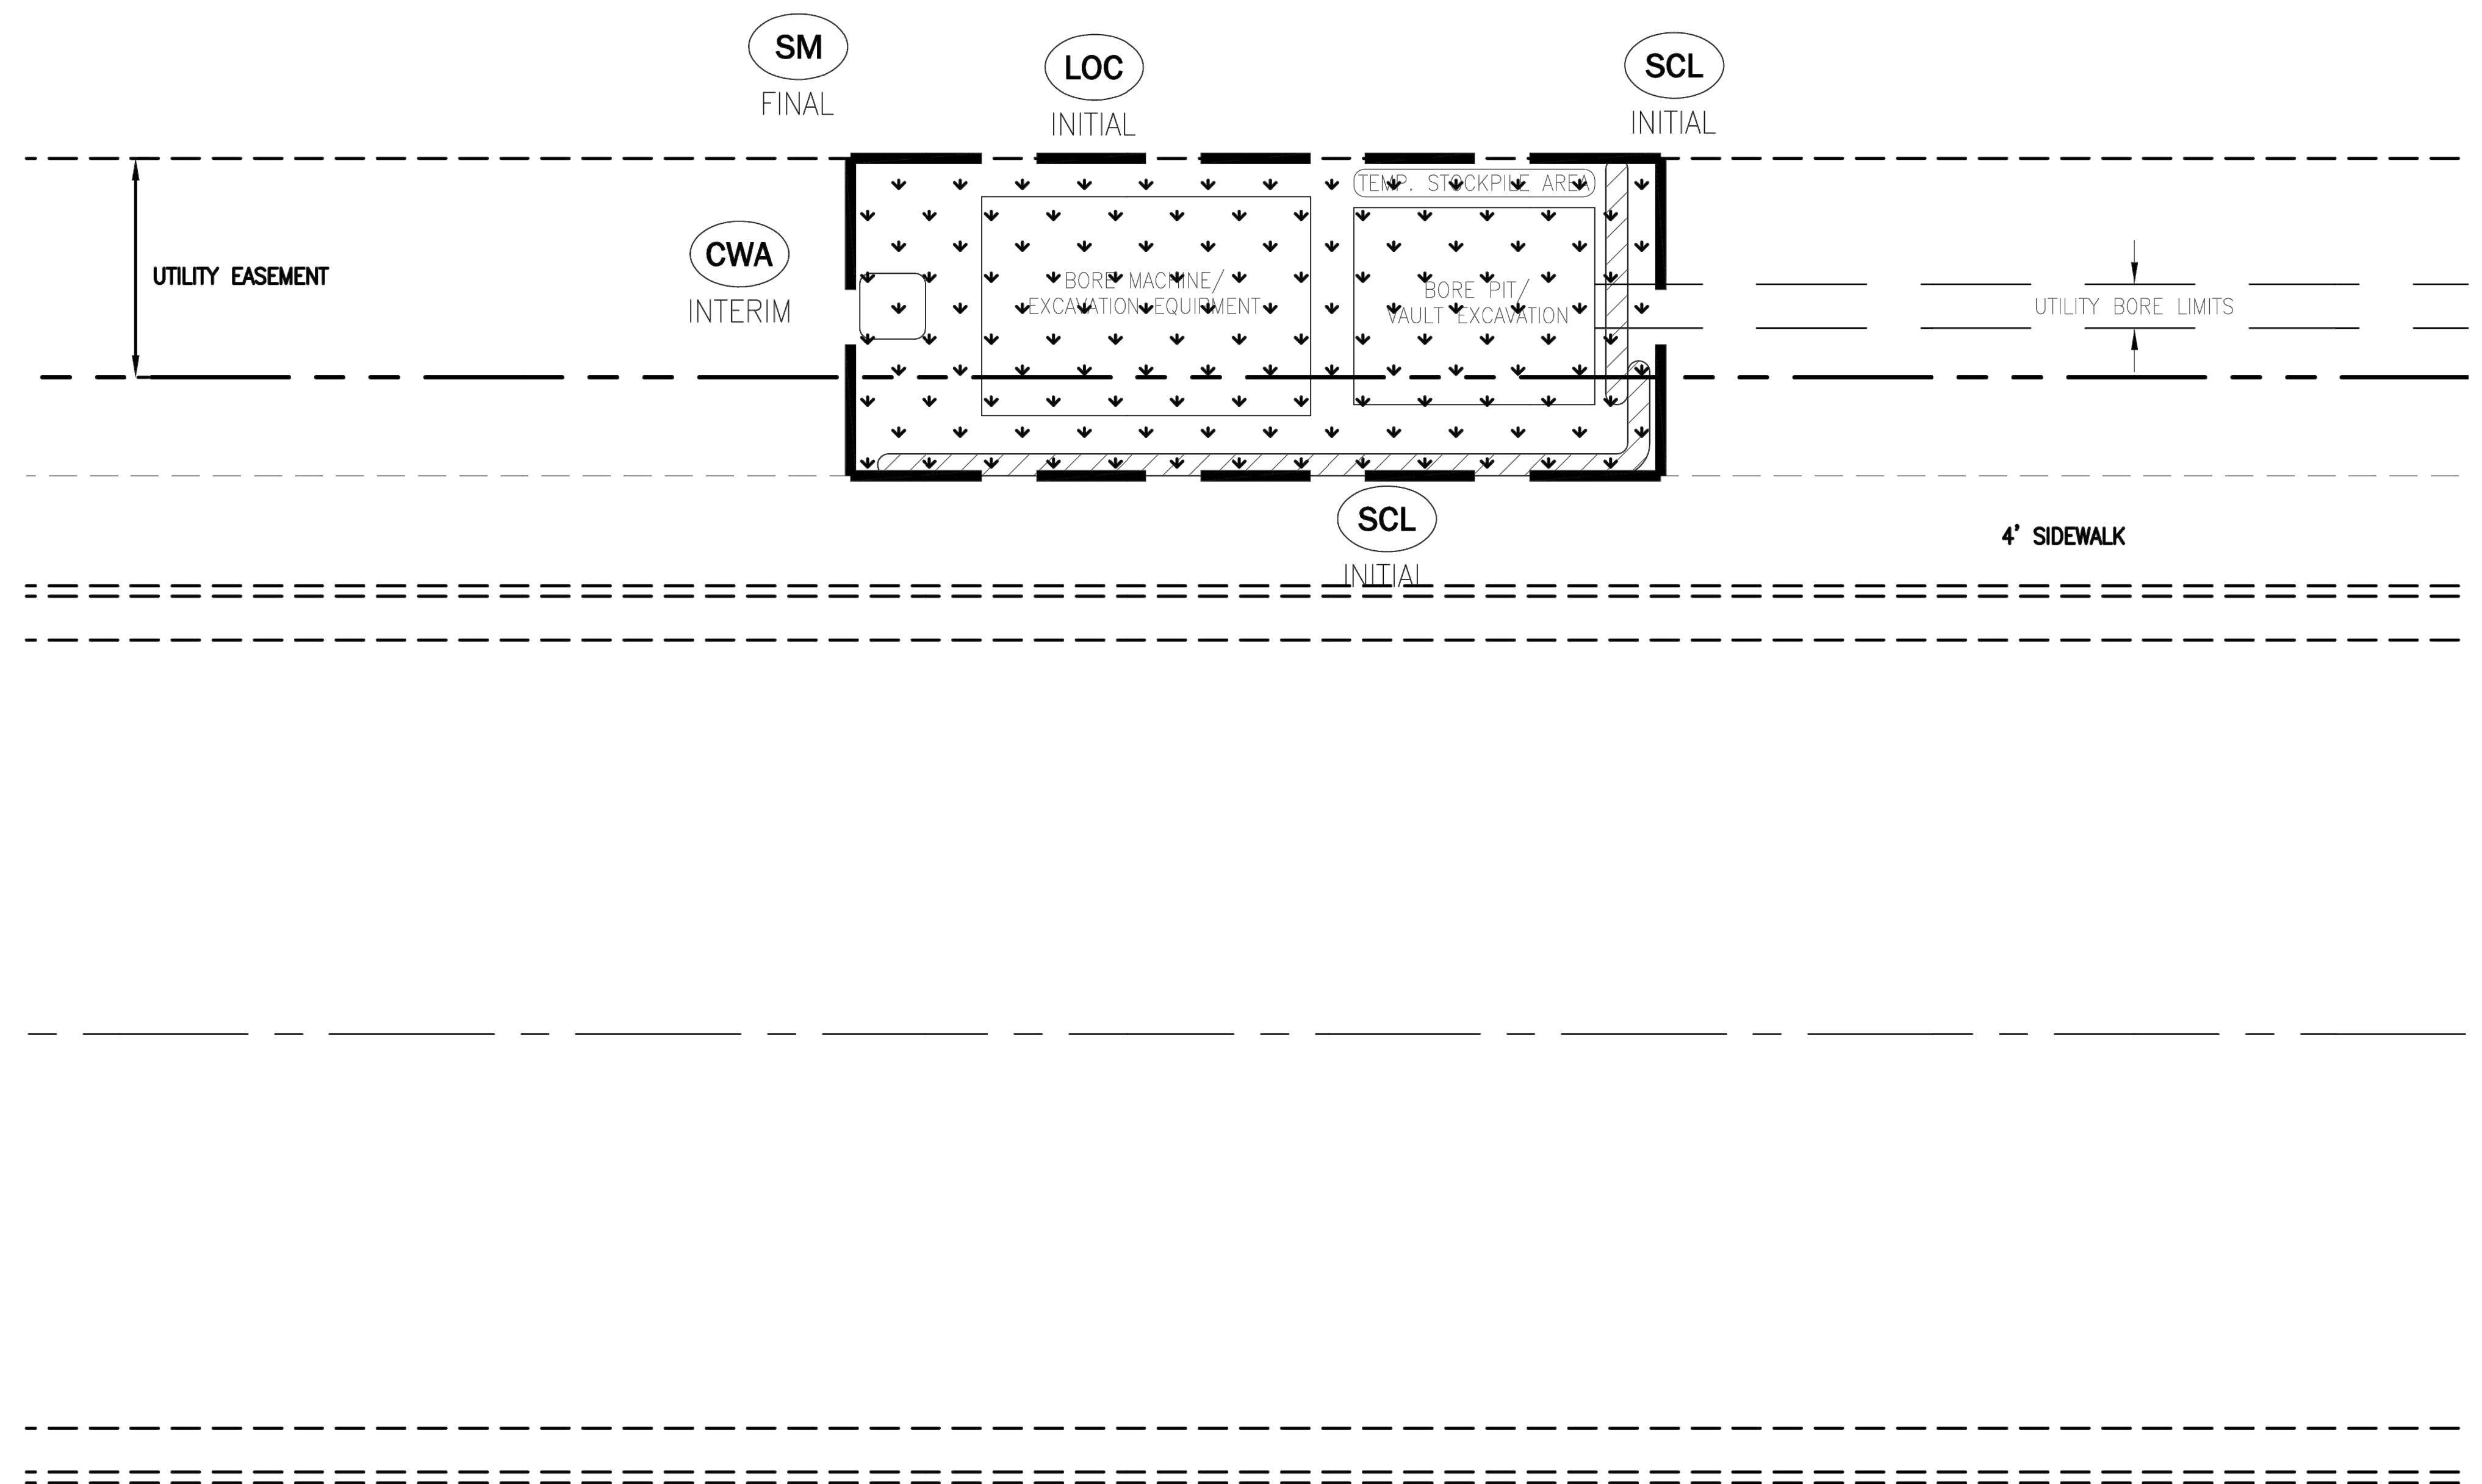 SM
FINAL
LOC
INITIAL
SCL
INITIAL
TEMP. STOCKPILE AREA
CWA
INTERIM
UTILITY EASEMENT
BORE MACHINE/
EXCAVATION EQUIPMENT
BORE PIT/
VAULT EXCAVATION
UTILITY BORE LIMITS
SCL
INITIAL
4' SIDEWALK